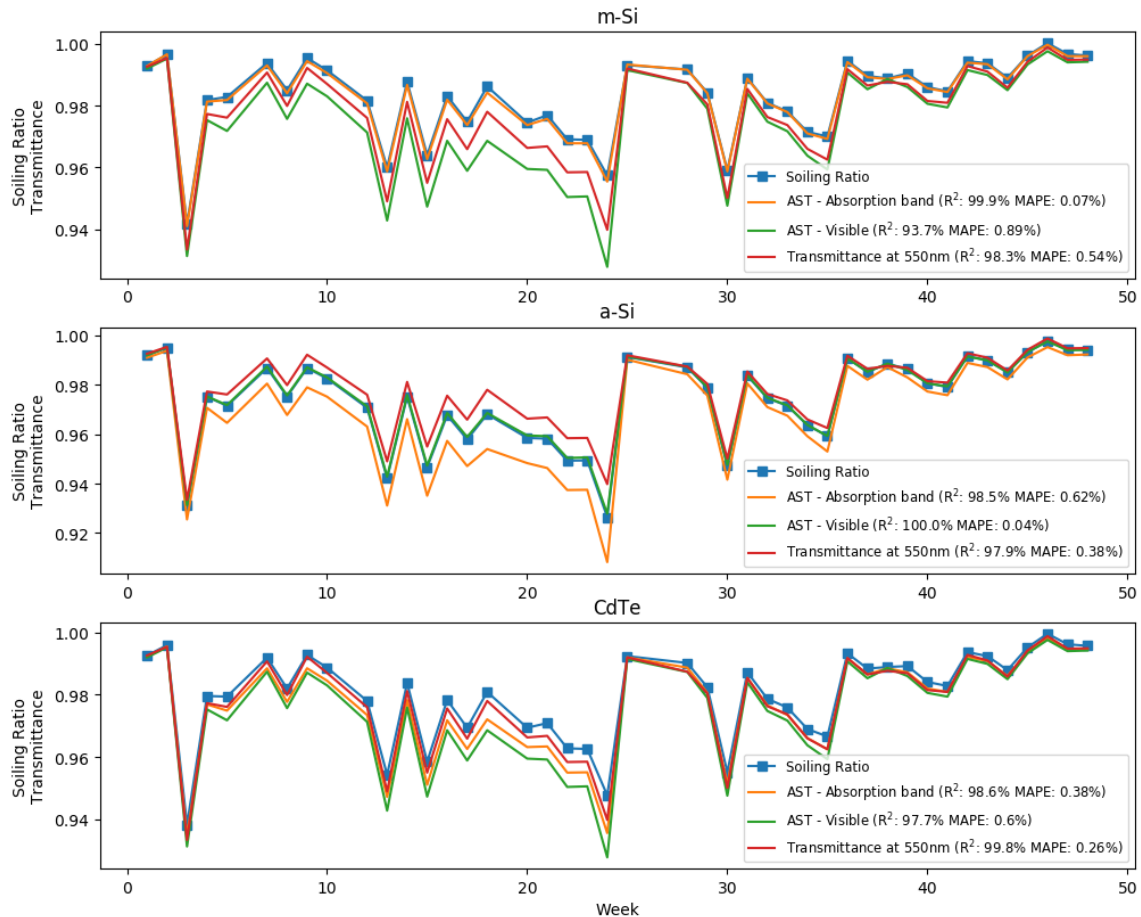 m-Si
Soiling Ratio
Transmittance
1.00
0.98
0.96
0.94
Soiling Ratio
AST - Absorption band (R²: 99.9% MAPE: 0.07%)
AST - Visible (R²: 93.7% MAPE: 0.89%)
Transmittance at 550nm (R²: 98.3% MAPE: 0.54%)
0 10 20 30 40 50
a-Si
Soiling Ratio
Transmittance
1.00
0.98
0.96
0.94
0.92
Soiling Ratio
AST - Absorption band (R²: 98.5% MAPE: 0.62%)
AST - Visible (R²: 100.0% MAPE: 0.04%)
Transmittance at 550nm (R²: 97.9% MAPE: 0.38%)
0 10 20 30 40 50
CdTe
Soiling Ratio
Transmittance
1.00
0.98
0.96
0.94
Soiling Ratio
AST - Absorption band (R²: 98.6% MAPE: 0.38%)
AST - Visible (R²: 97.7% MAPE: 0.6%)
Transmittance at 550nm (R²: 99.8% MAPE: 0.26%)
0 10 20 30 40 50
Week